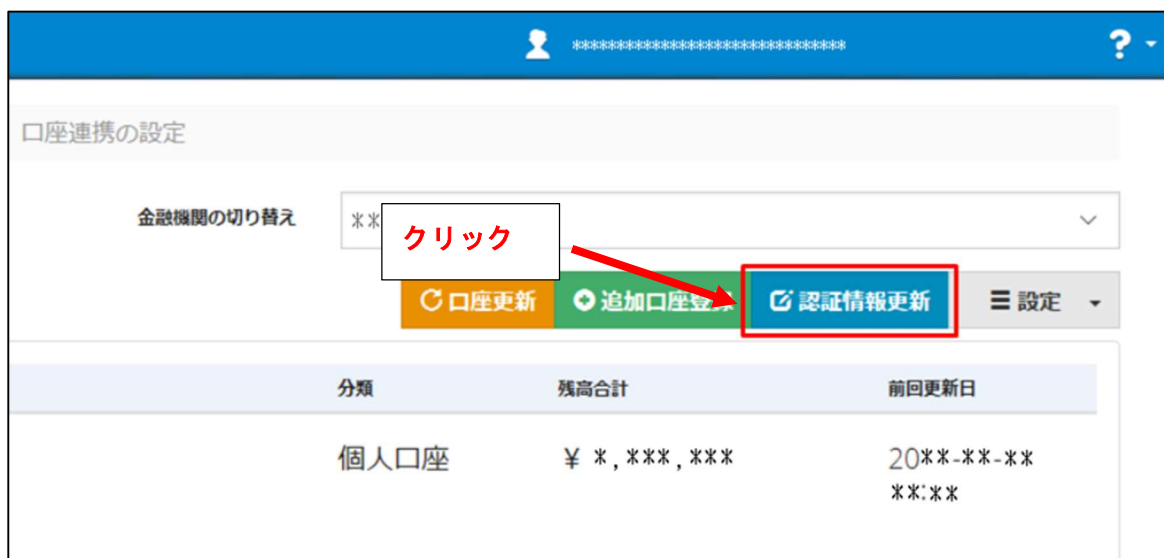 ******************************** ?
口座連携の設定
金融機関の切り替え
**
クリック
口座更新 追加口座登 認証情報更新 設定
分類 残高合計 前回更新日
個人口座 ¥ *,***,*** 20**-**-**
**:**